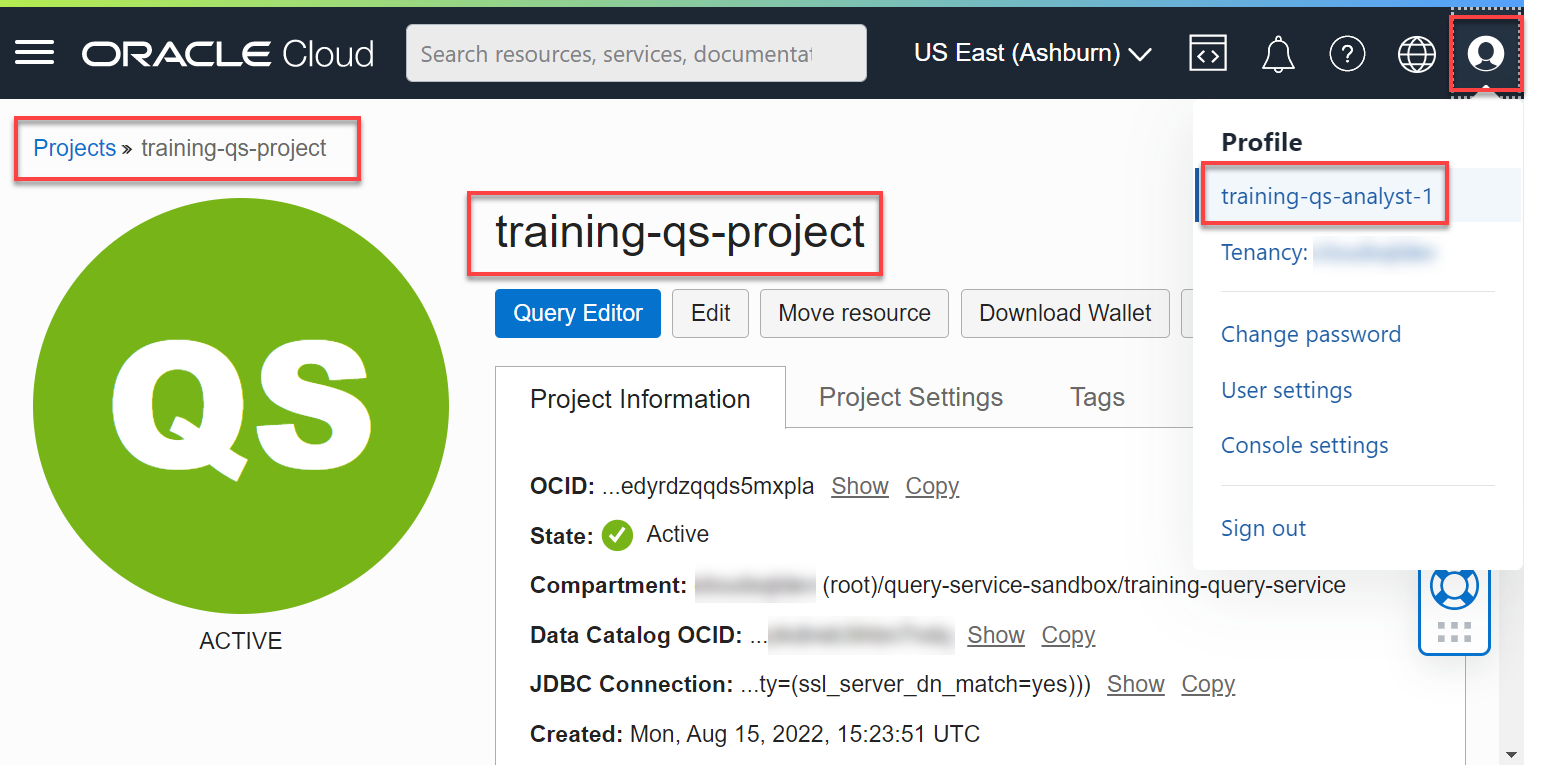 ORACLE Cloud
Search resources, services, documentat
US East (Ashburn)
Projects » training-qs-project
QS
ACTIVE
training-qs-project
Query Editor
Edit
Move resource
Download Wallet
Project Information
Project Settings
Tags
OCID: ...edyrdzqqds5mxpla Show Copy
State: Active
Compartment: (root)/query-service-sandbox/training-query-service
Data Catalog OCID: ... Show Copy
JDBC Connection: ...ty=(ssl_server_dn_match=yes))) Show Copy
Created: Mon, Aug 15, 2022, 15:23:51 UTC
Profile
training-qs-analyst-1
Tenancy:
Change password
User settings
Console settings
Sign out